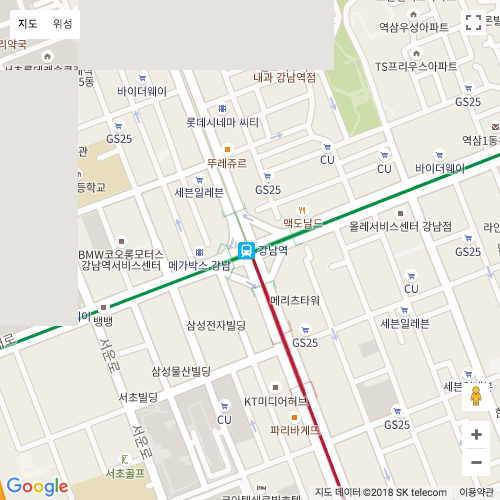 지도 위성
역삼우성아파트
TS프리우스아파트
내과 강남역점
바이더웨이
GS25
롯데시네마 씨티
역삼1동
GS25
CU
CU
뚜레쥬르
바이더웨이
GS25
세븐일레븐
맥도날드
올레서비스센터 강남점
강남역
BMW코오롱모터스
강남역서비스센터
메가박스 강남
GS25
메리츠타워
CU
뱅뱅
삼성전자빌딩
세븐일레븐
GS25
서운로
삼성물산빌딩
서초빌딩
KT미디어허브
CU
파리바게뜨
GS25
서운로
서초골프
Google
지도 데이터 ©2018 SK telecom 이용약관